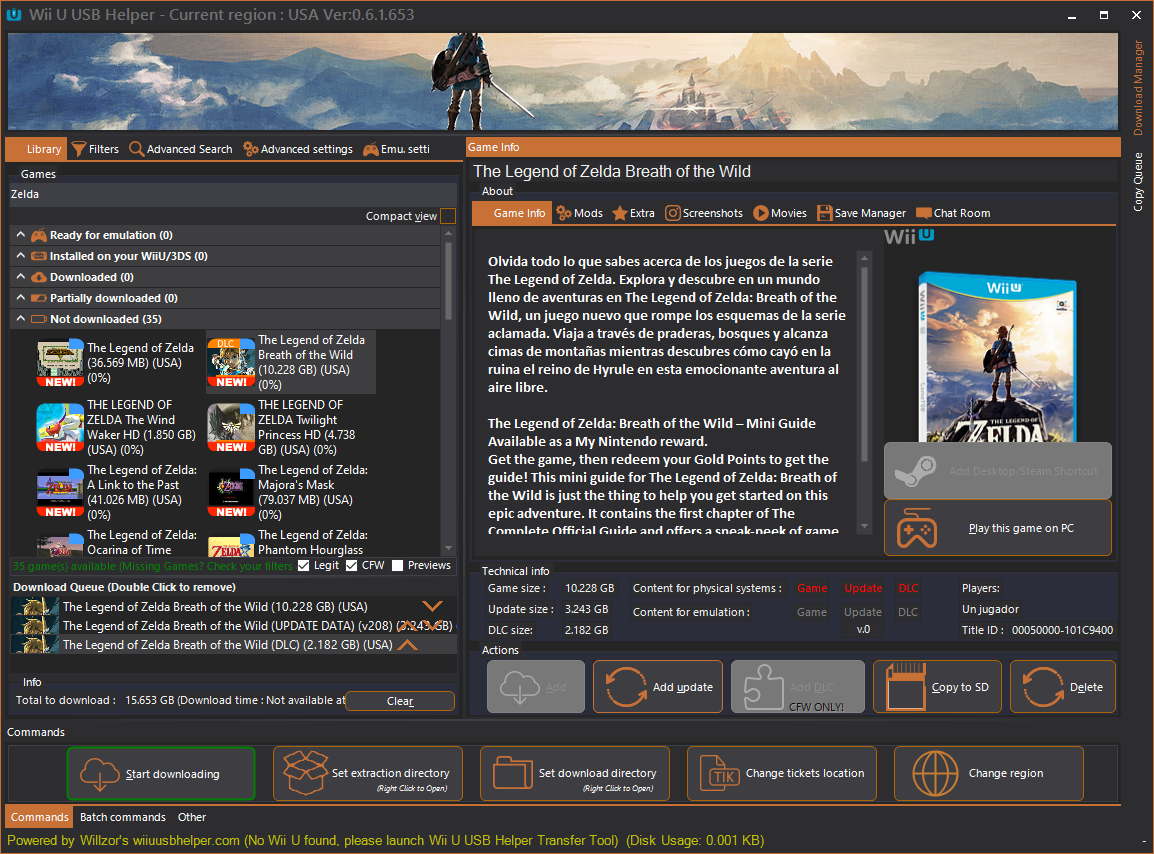 Wii U USB Helper - Current region : USA Ver:0.6.1.653
Download Manager
Copy Queue
Library
Filters
Advanced Search
Advanced settings
Emu. setti
Games
Zelda
Compact view
Ready for emulation (0)
Installed on your WiiU/3DS (0)
Downloaded (0)
Partially downloaded (0)
Not downloaded (35)
NEW!
The Legend of Zelda
(36.569 MB) (USA)
(0%)
DLC
NEW!
The Legend of Zelda
Breath of the Wild
(10.228 GB) (USA)
(0%)
NEW!
THE LEGEND OF
ZELDA The Wind
Waker HD (1.850 GB)
(USA) (0%)
NEW!
THE LEGEND OF
ZELDA Twilight
Princess HD (4.738
GB) (USA) (0%)
NEW!
The Legend of Zelda:
A Link to the Past
(41.026 MB) (USA)
(0%)
NEW!
The Legend of Zelda:
Majora's Mask
(79.037 MB) (USA)
(0%)
The Legend of Zelda:
Ocarina of Time
ZELDA
The Legend of Zelda:
Phantom Hourglass
35 game(s) available (Missing Games? Check your filters
Legit
CFW
Previews
Download Queue (Double Click to remove)
The Legend of Zelda Breath of the Wild (10.228 GB) (USA)
The Legend of Zelda Breath of the Wild (UPDATE DATA) (v208) (3.243 GB) (
The Legend of Zelda Breath of the Wild (DLC) (2.182 GB) (USA)
Info
Total to download : 15.653 GB (Download time : Not available at
Clear
Game Info
The Legend of Zelda Breath of the Wild
About
Game Info
Mods
Extra
Screenshots
Movies
Save Manager
Chat Room
Olvida todo lo que sabes acerca de los juegos de la serie
The Legend of Zelda. Explora y descubre en un mundo
lleno de aventuras en The Legend of Zelda: Breath of the
Wild, un juego nuevo que rompe los esquemas de la serie
aclamada. Viaja a través de praderas, bosques y alcanza
cimas de montañas mientras descubres cómo cayó en la
ruina el reino de Hyrule en esta emocionante aventura al
aire libre.
The Legend of Zelda: Breath of the Wild – Mini Guide
Available as a My Nintendo reward.
Get the game, then redeem your Gold Points to get the
guide! This mini guide for The Legend of Zelda: Breath of
the Wild is just the thing to help you get started on this
epic adventure. It contains the first chapter of The
Complete Official Guide and offers a sneak-peek of game
Wii U
Wii U
THE LEGEND OF
ZELDA
Add Desktop/Steam Shortcut
Play this game on PC
Technical info
Game size : 10.228 GB
Update size : 3.243 GB
DLC size: 2.182 GB
Content for physical systems : Game Update DLC
Content for emulation : Game Update DLC
v.0
Players:
Un jugador
Title ID : 00050000-101C9400
Actions
Add
Add update
Add DLC
CFW ONLY!
Copy to SD
Delete
Commands
Start downloading
Set extraction directory
(Right Click to Open)
Set download directory
(Right Click to Open)
TIK
Change tickets location
Change region
Commands
Batch commands
Other
Powered by Willzor's wiiuusbhelper.com (No Wii U found, please launch Wii U USB Helper Transfer Tool) (Disk Usage: 0.001 KB)